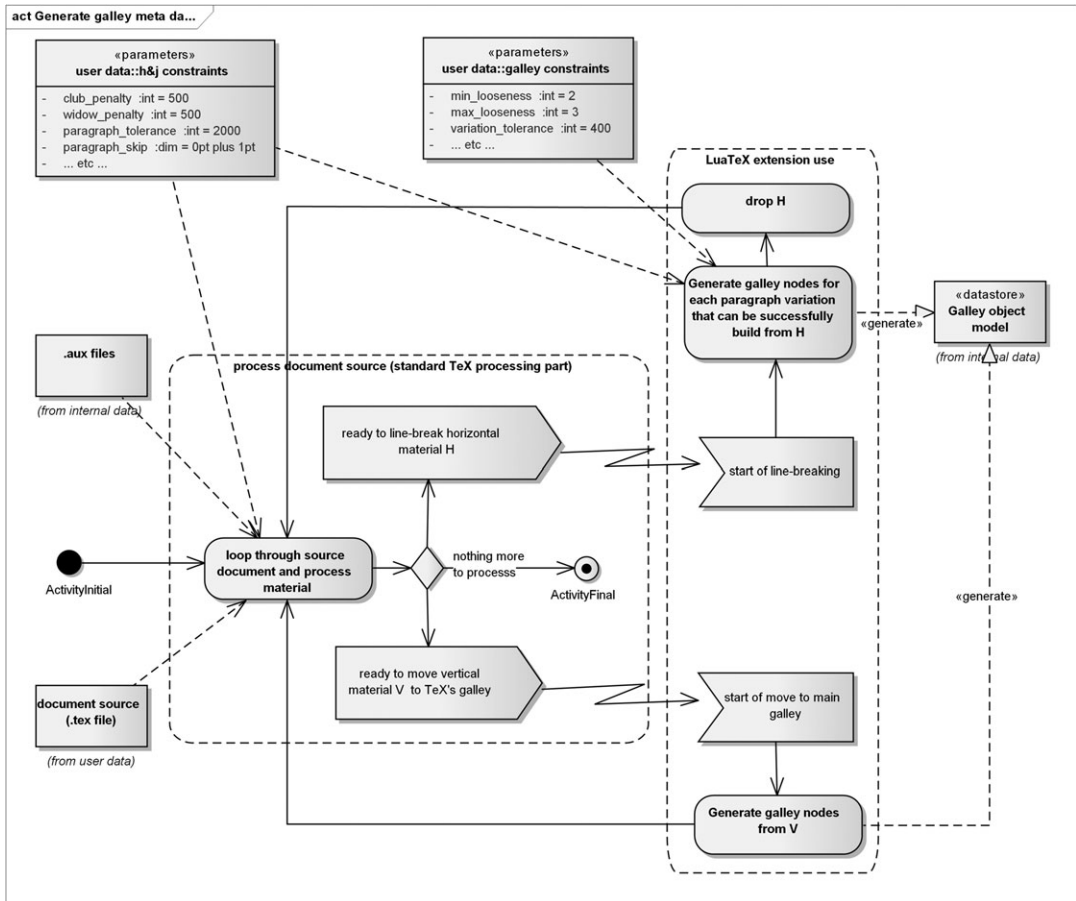 act Generate galley meta da...
«parameters»
user data::h&j constraints
- club_penalty :int = 500
- widow_penalty :int = 500
- paragraph_tolerance :int = 2000
- paragraph_skip :dim = 0pt plus 1pt
- ... etc ...
«parameters»
user data::galley constraints
- min_looseness :int = 2
- max_looseness :int = 3
- variation_tolerance :int = 400
- ... etc ...
LuaTeX extension use
drop H
Generate galley nodes for
each paragraph variation
that can be successfully
build from H
«generate»
«datastore»
Galley object
model
(from internal data)
.aux files
(from internal data)
process document source (standard TeX processing part)
ready to line-break horizontal
material H
start of line-breaking
ActivityInitial
loop through source
document and process
material
nothing more
to processs
ActivityFinal
«generate»
ready to move vertical
material V to TeX's galley
start of move to main
galley
document source
(.tex file)
(from user data)
Generate galley nodes
from V